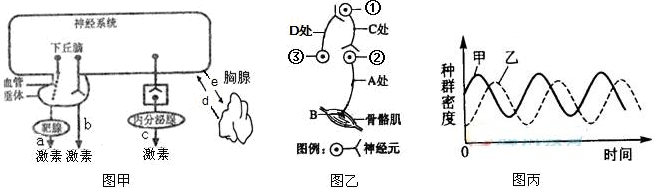 神经系统
下丘脑
血管
垂体
靶腺
a
激素
b
激素
内分泌腺
c
激素
d
e
胸腺
图甲
①
D处
C处
③
②
A处
B
骨骼肌
图例：
神经元
图乙
种群密度
甲
乙
0
时间
图丙